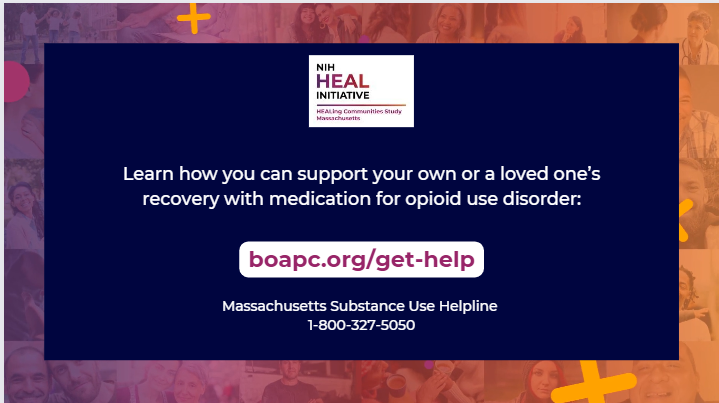 NIH
HEAL
INITIATIVE
HEALing Communities Study
Massachusetts
Learn how you can support your own or a loved one’s
recovery with medication for opioid use disorder:
boapc.org/get-help
Massachusetts Substance Use Helpline
1-800-327-5050